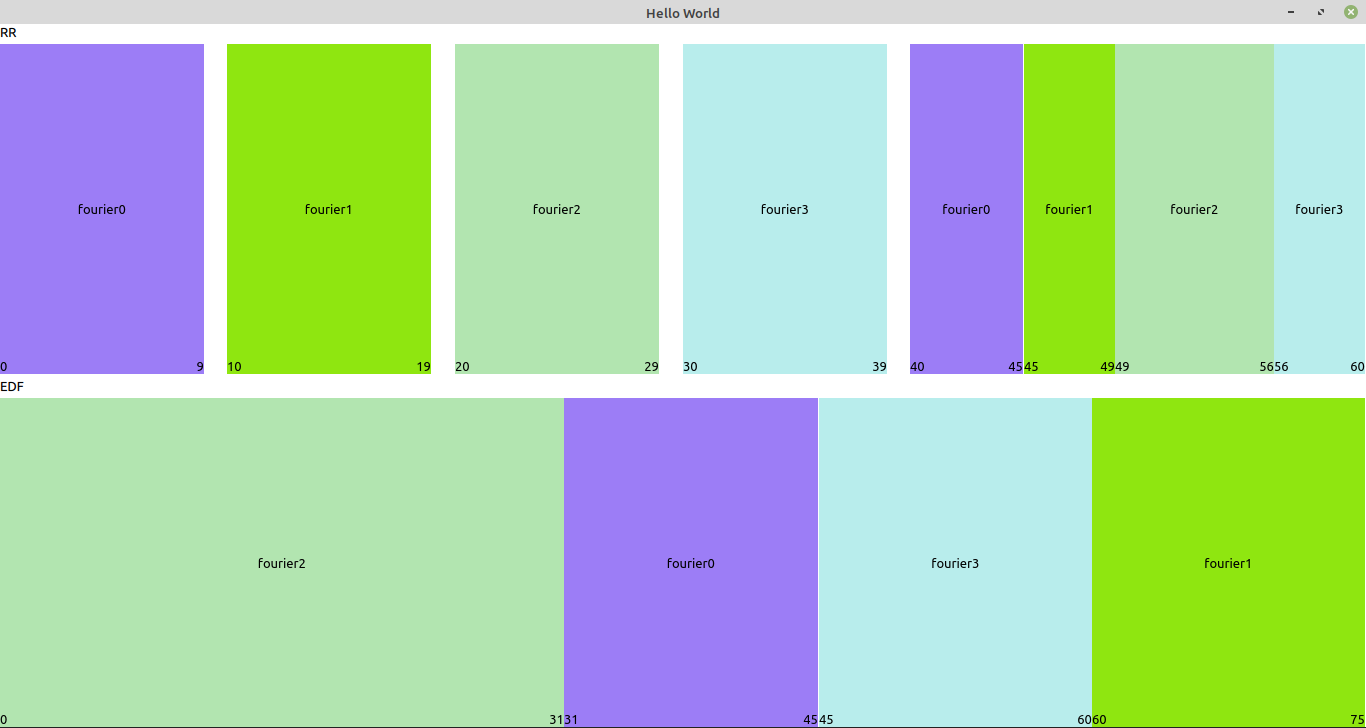 Hello World
RR
fourier0 fourier1 fourier2 fourier3 fourier0 fourier1 fourier2 fourier3
0 9 10 19 20 29 30 39 40 45 45 49 49 56 56 60
EDF
fourier2 fourier0 fourier3 fourier1
0 31 31 45 45 60 60 75